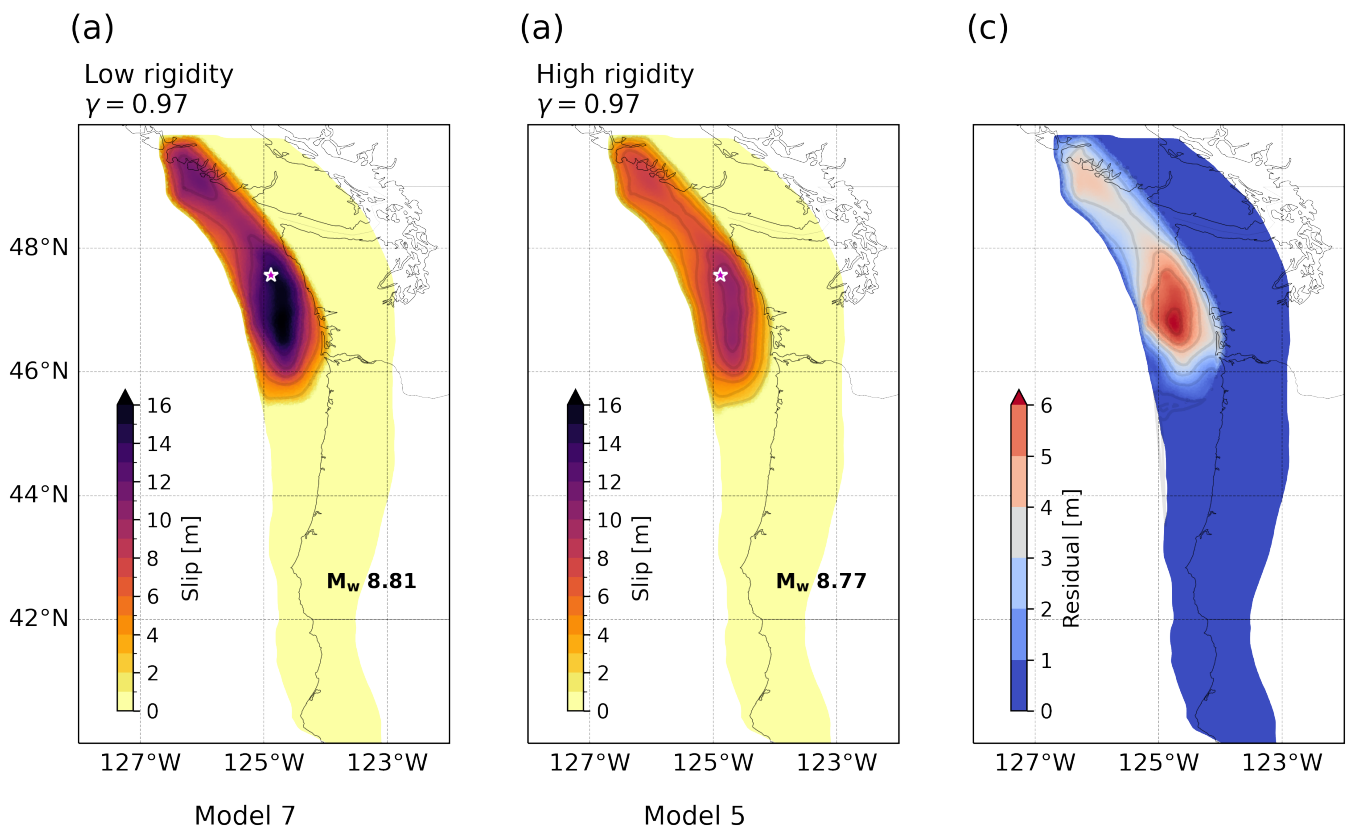 (a)
Low rigidity
γ = 0.97
48°N
46°N
44°N
42°N
127°W 125°W 123°W
16
14
12
10
8
6
4
2
0
Slip [m]
Mw 8.81
Model 7
(a)
High rigidity
γ = 0.97
127°W 125°W 123°W
16
14
12
10
8
6
4
2
0
Slip [m]
Mw 8.77
Model 5
(c)
127°W 125°W 123°W
6
5
4
3
2
1
0
Residual [m]